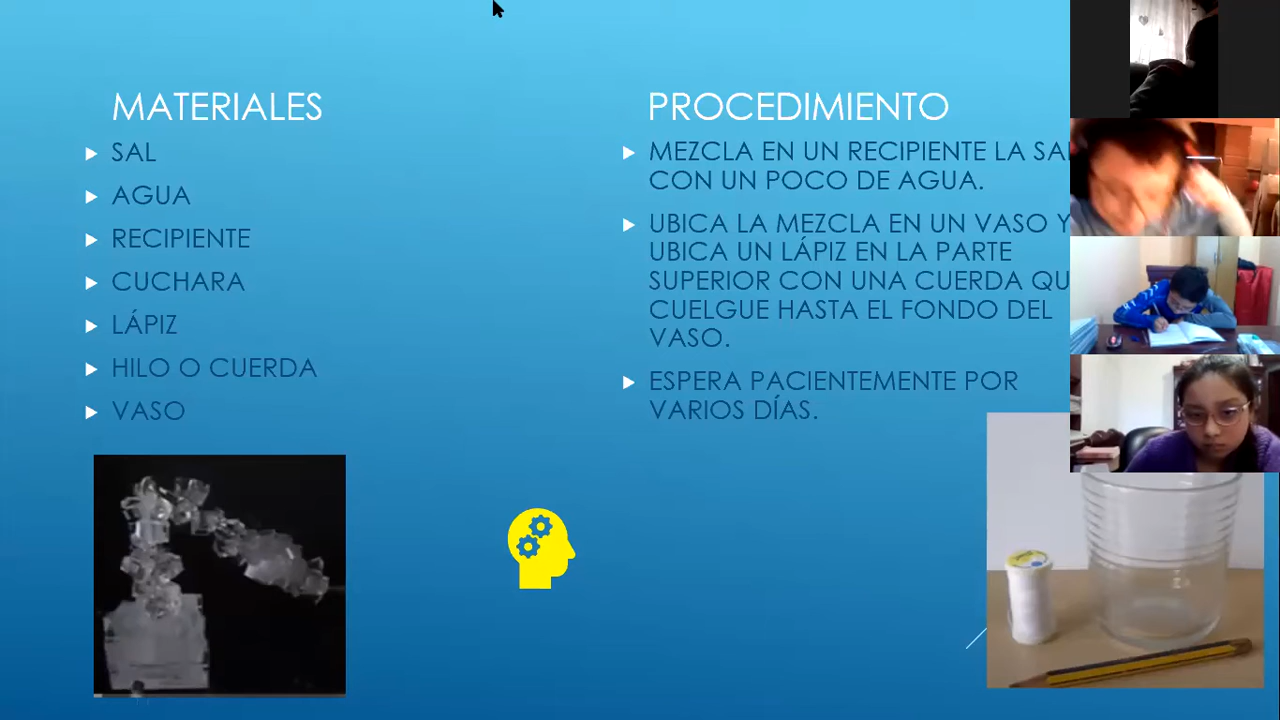 MATERIALES
SAL
AGUA
RECIPIENTE
CUCHARA
LÁPIZ
HILO O CUERDA
VASO
PROCEDIMIENTO
MEZCLA EN UN RECIPIENTE LA SAL
CON UN POCO DE AGUA.
UBICA LA MEZCLA EN UN VASO Y
UBICA UN LÁPIZ EN LA PARTE
SUPERIOR CON UNA CUERDA QU
CUELGUE HASTA EL FONDO DEL
VASO.
ESPERA PACIENTEMENTE POR
VARIOS DÍAS.